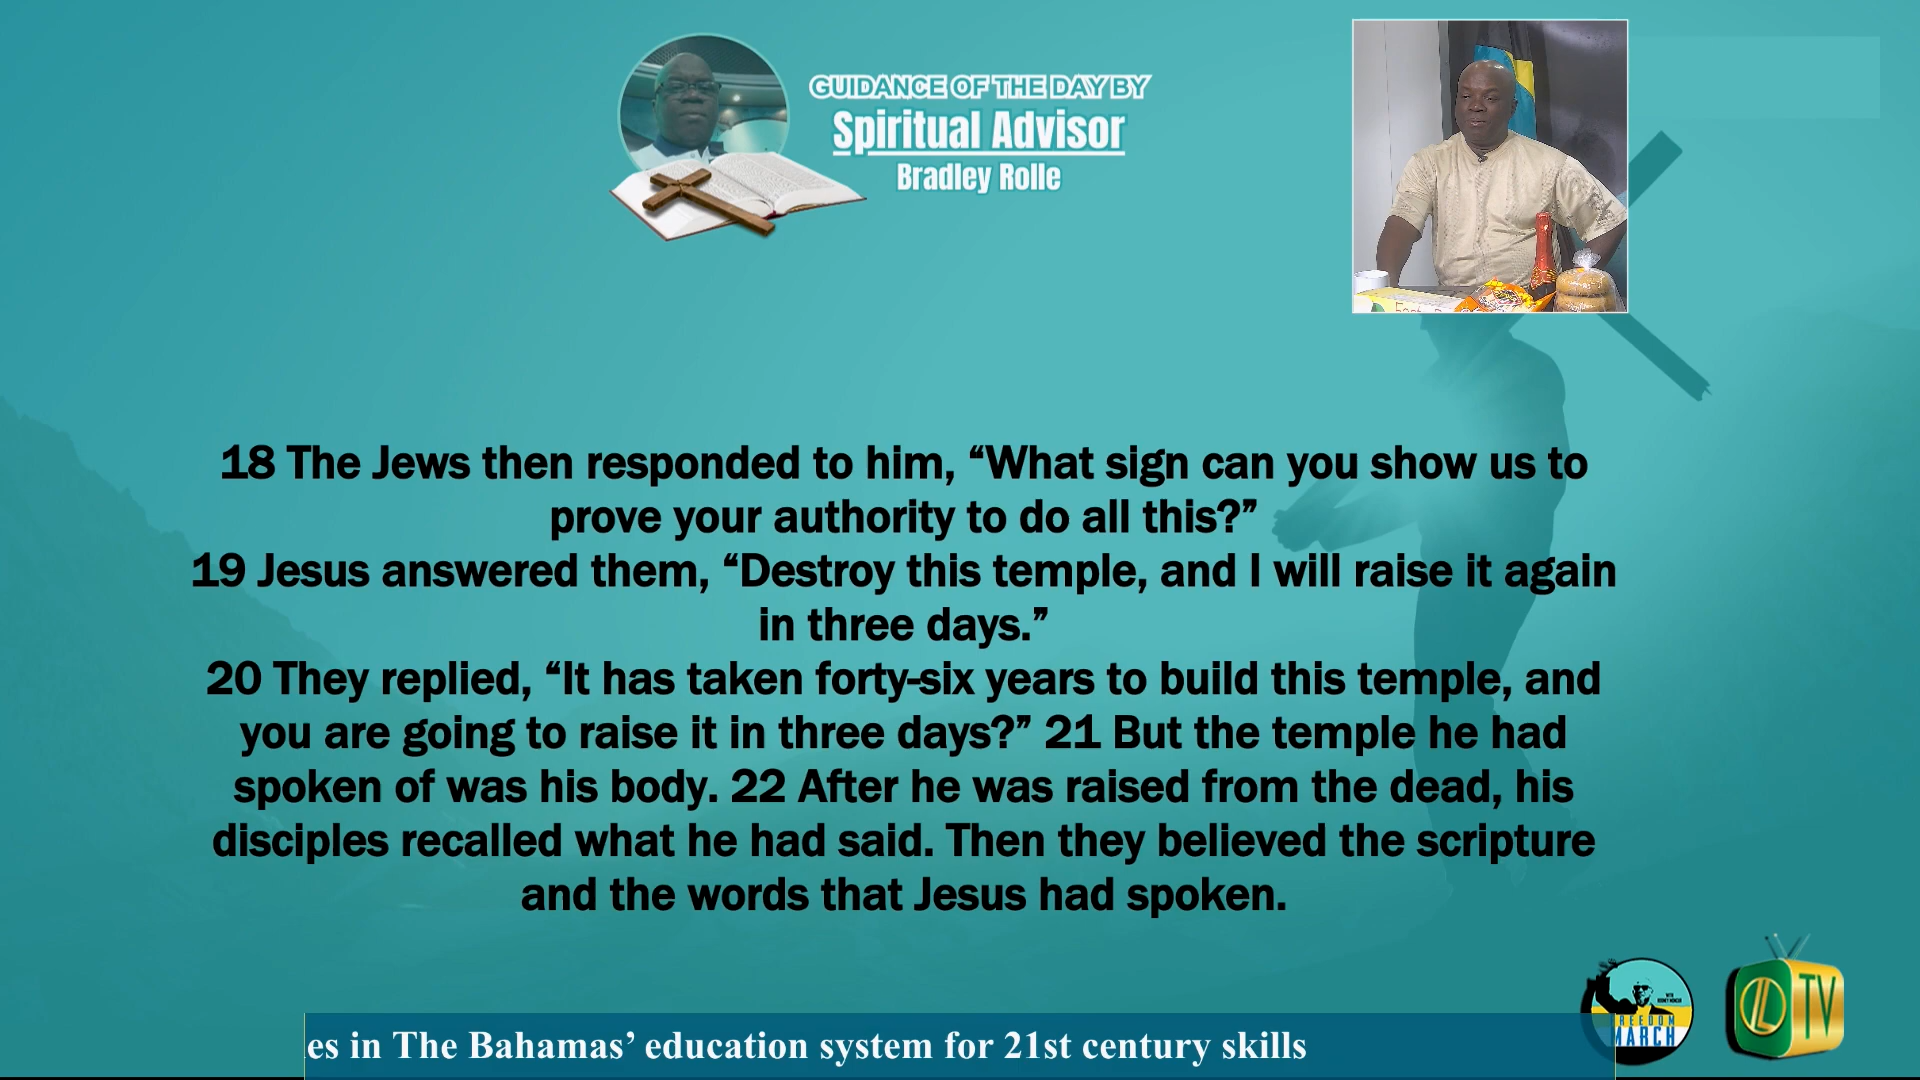 GUIDANCE OF THE DAY BY
Spiritual Advisor
Bradley Rolle
18 The Jews then responded to him, “What sign can you show us to
prove your authority to do all this?”
19 Jesus answered them, “Destroy this temple, and I will raise it again
in three days.”
20 They replied, “It has taken forty-six years to build this temple, and
you are going to raise it in three days?” 21 But the temple he had
spoken of was his body. 22 After he was raised from the dead, his
disciples recalled what he had said. Then they believed the scripture
and the words that Jesus had spoken.
FREEDOM
MARCH
TV
es in The Bahamas’ education system for 21st century skills